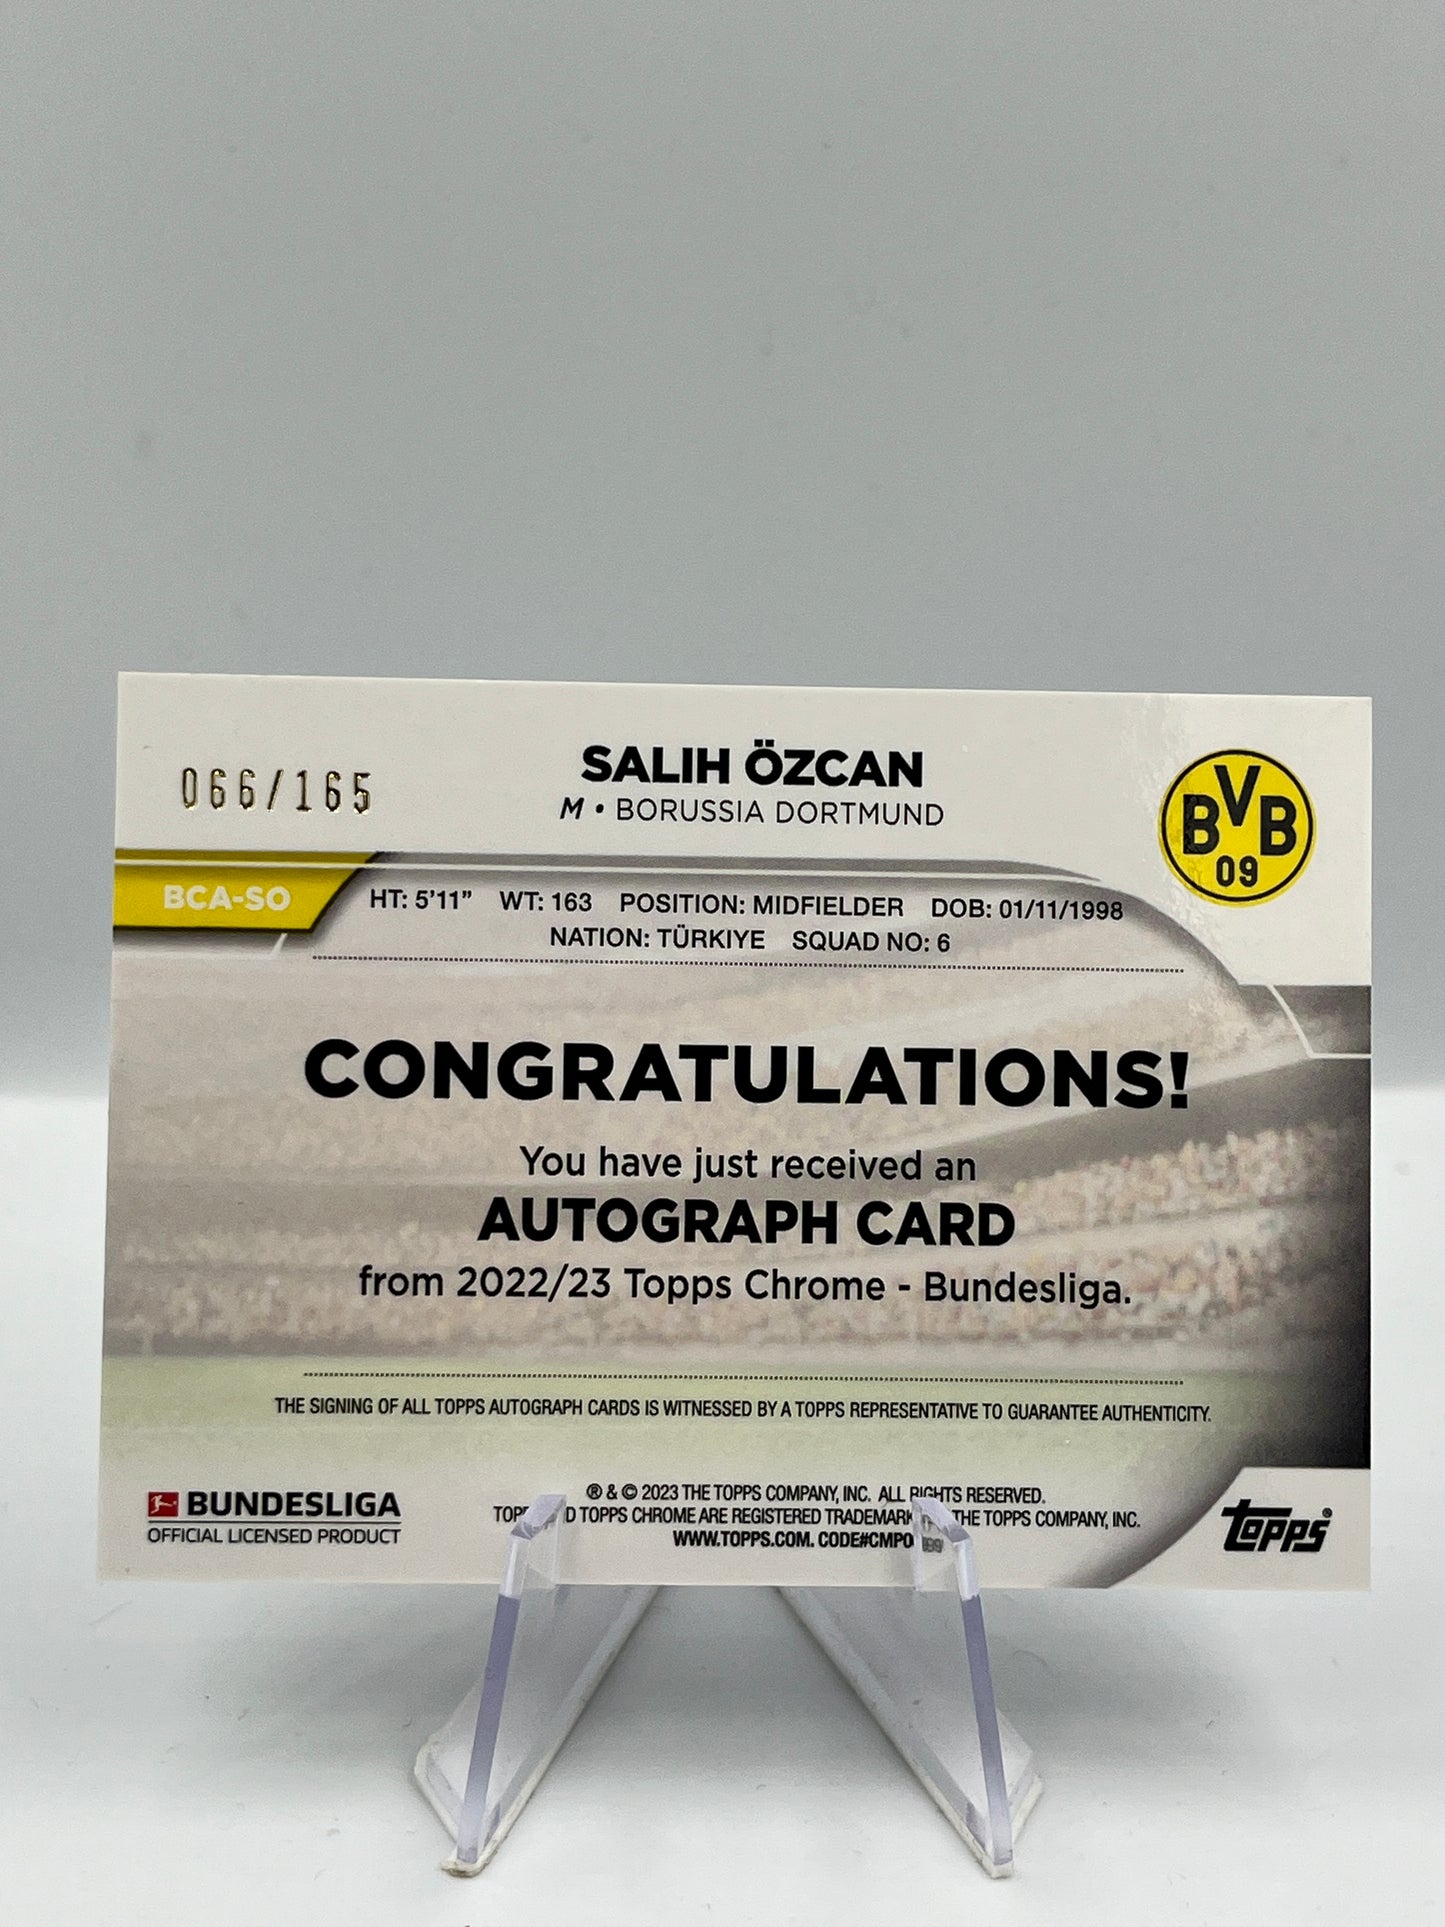 066/165
SALIH ÖZCAN
M • BORUSSIA DORTMUND
BVB
09
BCA-SO
HT: 5'11" WT: 163 POSITION: MIDFIELDER DOB: 01/11/1998
NATION: TÜRKIYE SQUAD NO: 6
CONGRATULATIONS!
You have just received an
AUTOGRAPH CARD
from 2022/23 Topps Chrome - Bundesliga.
THE SIGNING OF ALL TOPPS AUTOGRAPH CARDS IS WITNESSED BY A TOPPS REPRESENTATIVE TO GUARANTEE AUTHENTICITY.
BUNDESLIGA
OFFICIAL LICENSED PRODUCT
® & © 2023 THE TOPPS COMPANY, INC. ALL RIGHTS RESERVED.
TOPPS AND TOPPS CHROME ARE REGISTERED TRADEMARKS THE TOPPS COMPANY, INC.
WWW.TOPPS.COM.
topps®